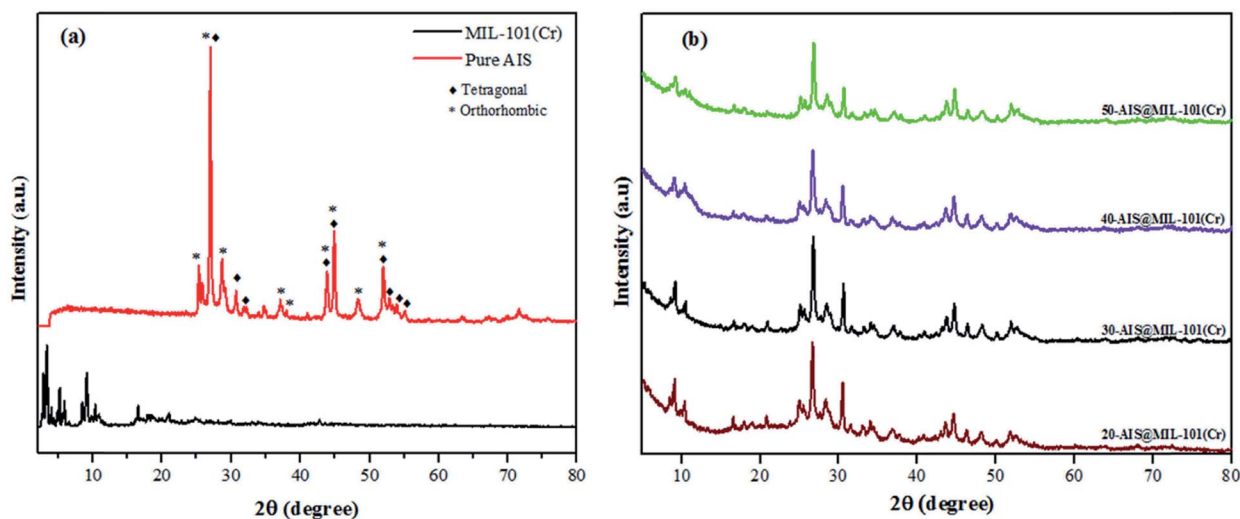 (a)
MIL-101(Cr)
Pure AIS
♦ Tetragonal
* Orthorhombic
Intensity (a.u.)
10 20 30 40 50 60 70 80
2θ (degree)
(b)
50-AIS@MIL-101(Cr)
40-AIS@MIL-101(Cr)
30-AIS@MIL-101(Cr)
20-AIS@MIL-101(Cr)
Intensity (a.u)
10 20 30 40 50 60 70 80
2θ (degree)